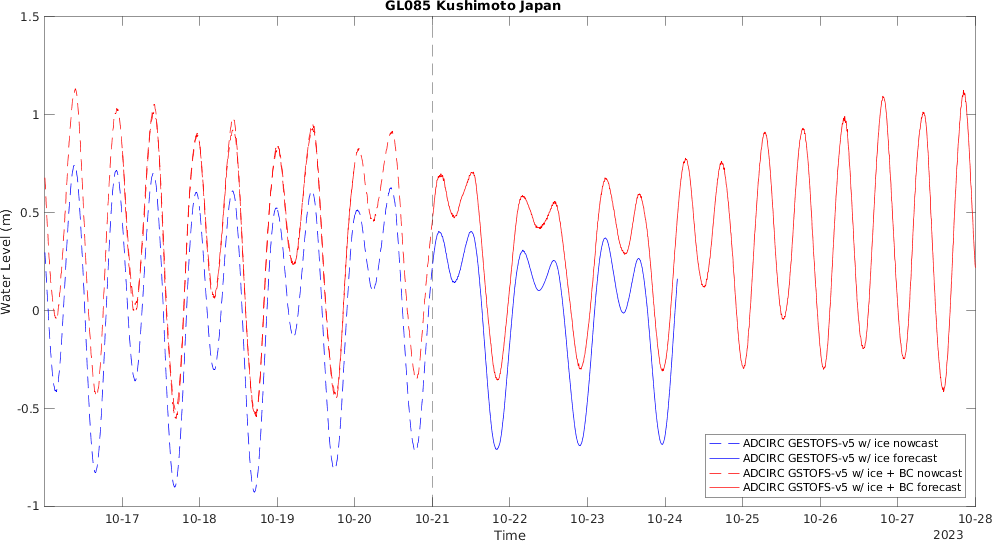 GL085 Kushimoto Japan
1.5
1
0.5
0
-0.5
-1
Water Level (m)
ADCIRC GESTOFS-v5 w/ ice nowcast
ADCIRC GESTOFS-v5 w/ ice forecast
ADCIRC GSTOFS-v5 w/ ice + BC nowcast
ADCIRC GSTOFS-v5 w/ ice + BC forecast
10-17 10-18 10-19 10-20 10-21 10-22 10-23 10-24 10-25 10-26 10-27 10-28
Time
2023